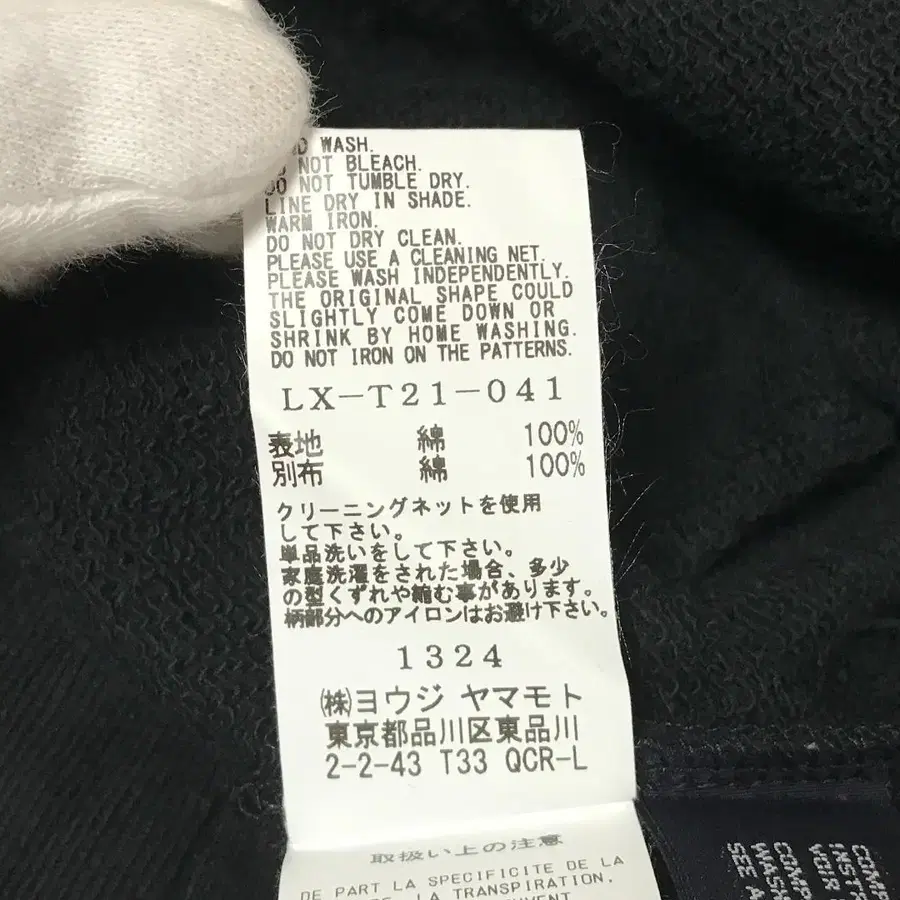 WASH.
NOT BLEACH.
DO NOT TUMBLE DRY.
LINE DRY IN SHADE.
WARM IRON.
DO NOT DRY CLEAN.
PLEASE USE A CLEANING NET.
PLEASE WASH INDEPENDENTLY.
THE ORIGINAL SHAPE COULD
SLIGHTLY COME DOWN OR
SHRINK BY HOME WASHING.
DO NOT IRON ON THE PATTERNS.
LX-T21-041
表地 綿 100%
別布 綿 100%
クリーニングネットを使用
して下さい。
単品洗いをして下さい。
家庭洗濯をされた場合、多少
の型くずれや縮む事があります。
柄部分へのアイロンはお避け下さい。
1324
㈱ヨウジ ヤマモト
東京都品川区東品川
2-2-43 T33 QCR-L
取扱い上の注意
DE PART LA SPECIFICITE DE LA
LA TRANSPIRATION.
COMP
INST
VOIR
COMP
WAS
SEE A